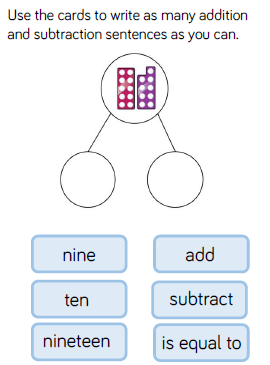 Use the cards to write as many addition
and subtraction sentences as you can.
nine
add
ten
subtract
nineteen
is equal to